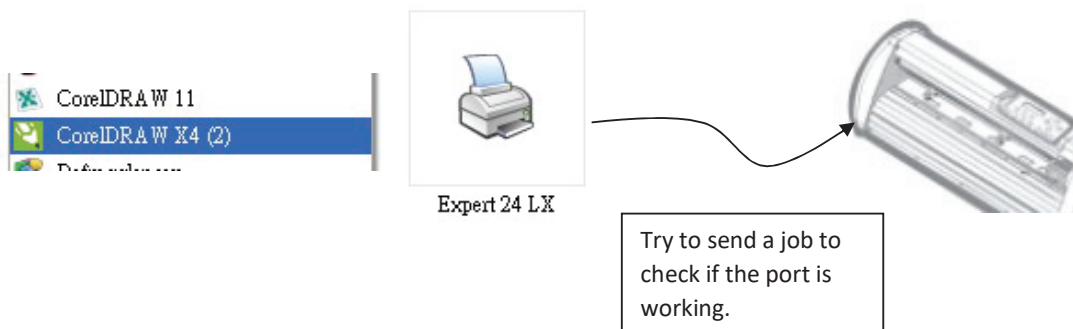 CorelDRAW 11
CorelDRAW X4 (2)
Expert 24 LX
Try to send a job to
check if the port is
working.